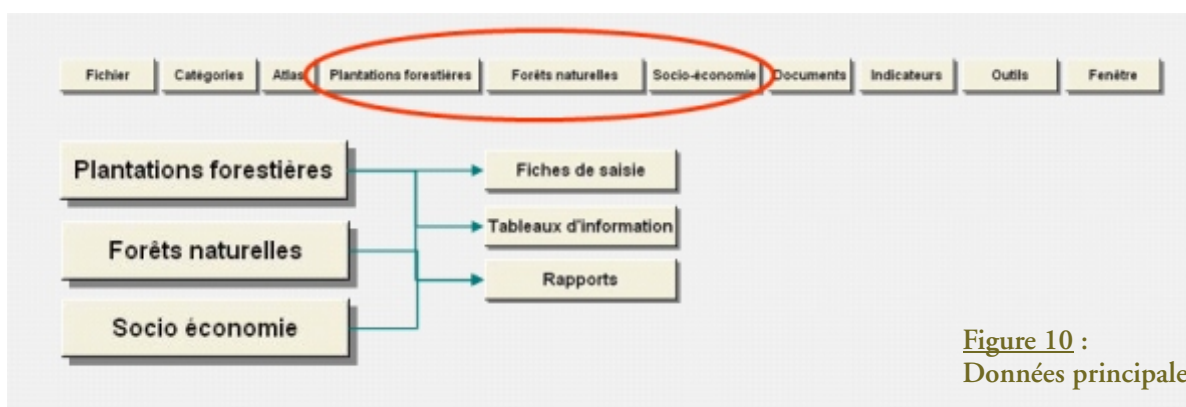 Fichier Catégories Atlas Plantations forestières Forêts naturelles Socio-économie Documents Indicateurs Outils Fenêtre
Plantations forestières
Fiches de saisie
Tableaux d'information
Forêts naturelles
Rapports
Socio économie
Figure 10 :
Données principale